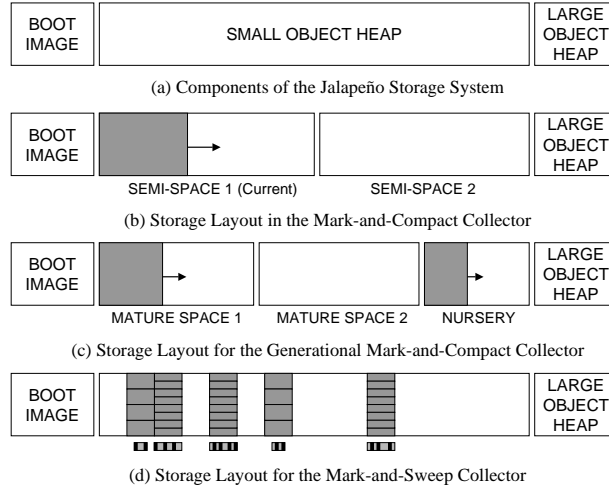 BOOT
IMAGE
SMALL OBJECT HEAP
LARGE
OBJECT
HEAP
(a) Components of the Jalapeño Storage System
BOOT
IMAGE
LARGE
OBJECT
HEAP
SEMI-SPACE 1 (Current)
SEMI-SPACE 2
(b) Storage Layout in the Mark-and-Compact Collector
BOOT
IMAGE
LARGE
OBJECT
HEAP
MATURE SPACE 1
MATURE SPACE 2
NURSERY
(c) Storage Layout for the Generational Mark-and-Compact Collector
BOOT
IMAGE
LARGE
OBJECT
HEAP
(d) Storage Layout for the Mark-and-Sweep Collector